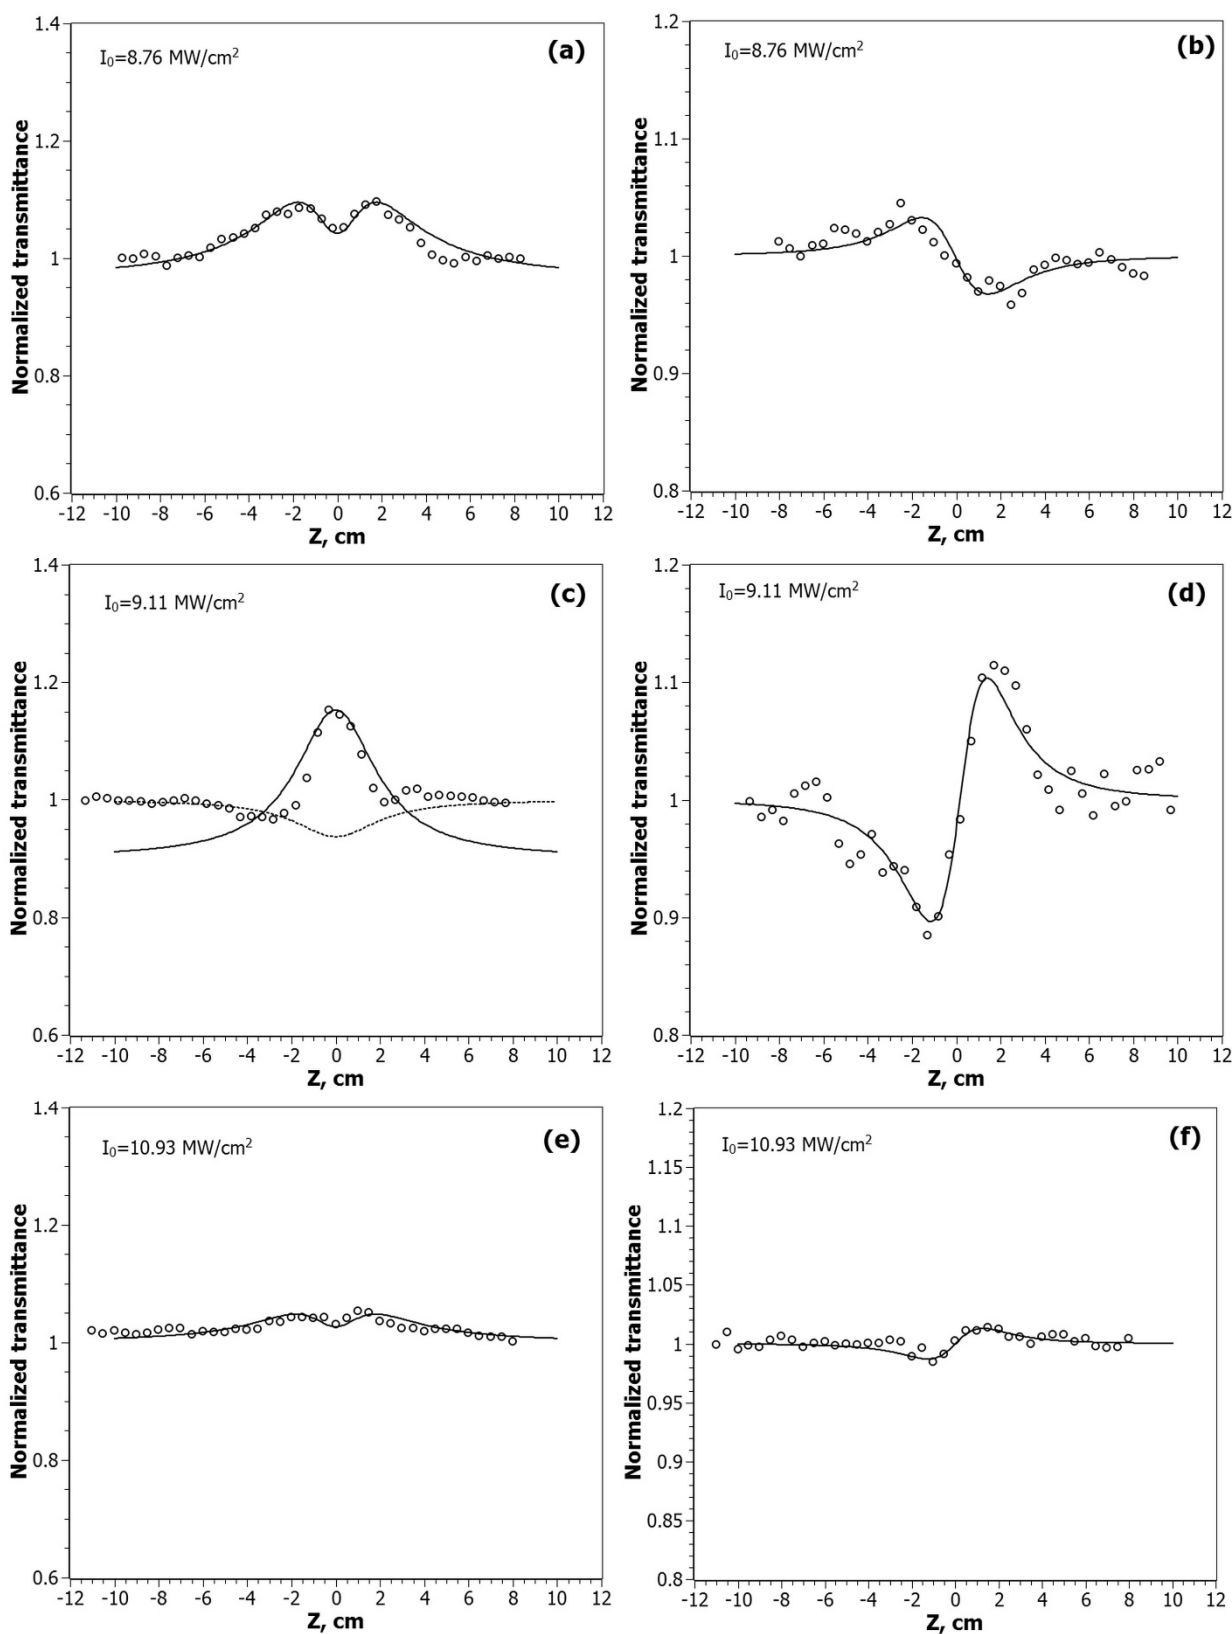 (a)
I₀=8.76 MW/cm²
Normalized transmittance
1.4
1.2
1
0.8
0.6
-12 -10 -8 -6 -4 -2 0 2 4 6 8 10 12
Z, cm
(b)
I₀=8.76 MW/cm²
Normalized transmittance
1.2
1.1
1
0.9
0.8
-12 -10 -8 -6 -4 -2 0 2 4 6 8 10 12
Z, cm
(c)
I₀=9.11 MW/cm²
Normalized transmittance
1.4
1.2
1
0.8
0.6
-12 -10 -8 -6 -4 -2 0 2 4 6 8 10 12
Z, cm
(d)
I₀=9.11 MW/cm²
Normalized transmittance
1.2
1.1
1
0.9
0.8
-12 -10 -8 -6 -4 -2 0 2 4 6 8 10 12
Z, cm
(e)
I₀=10.93 MW/cm²
Normalized transmittance
1.4
1.2
1
0.8
0.6
-12 -10 -8 -6 -4 -2 0 2 4 6 8 10 12
Z, cm
(f)
I₀=10.93 MW/cm²
Normalized transmittance
1.2
1.15
1.1
1.05
1
0.95
0.9
0.85
0.8
-12 -10 -8 -6 -4 -2 0 2 4 6 8 10 12
Z, cm